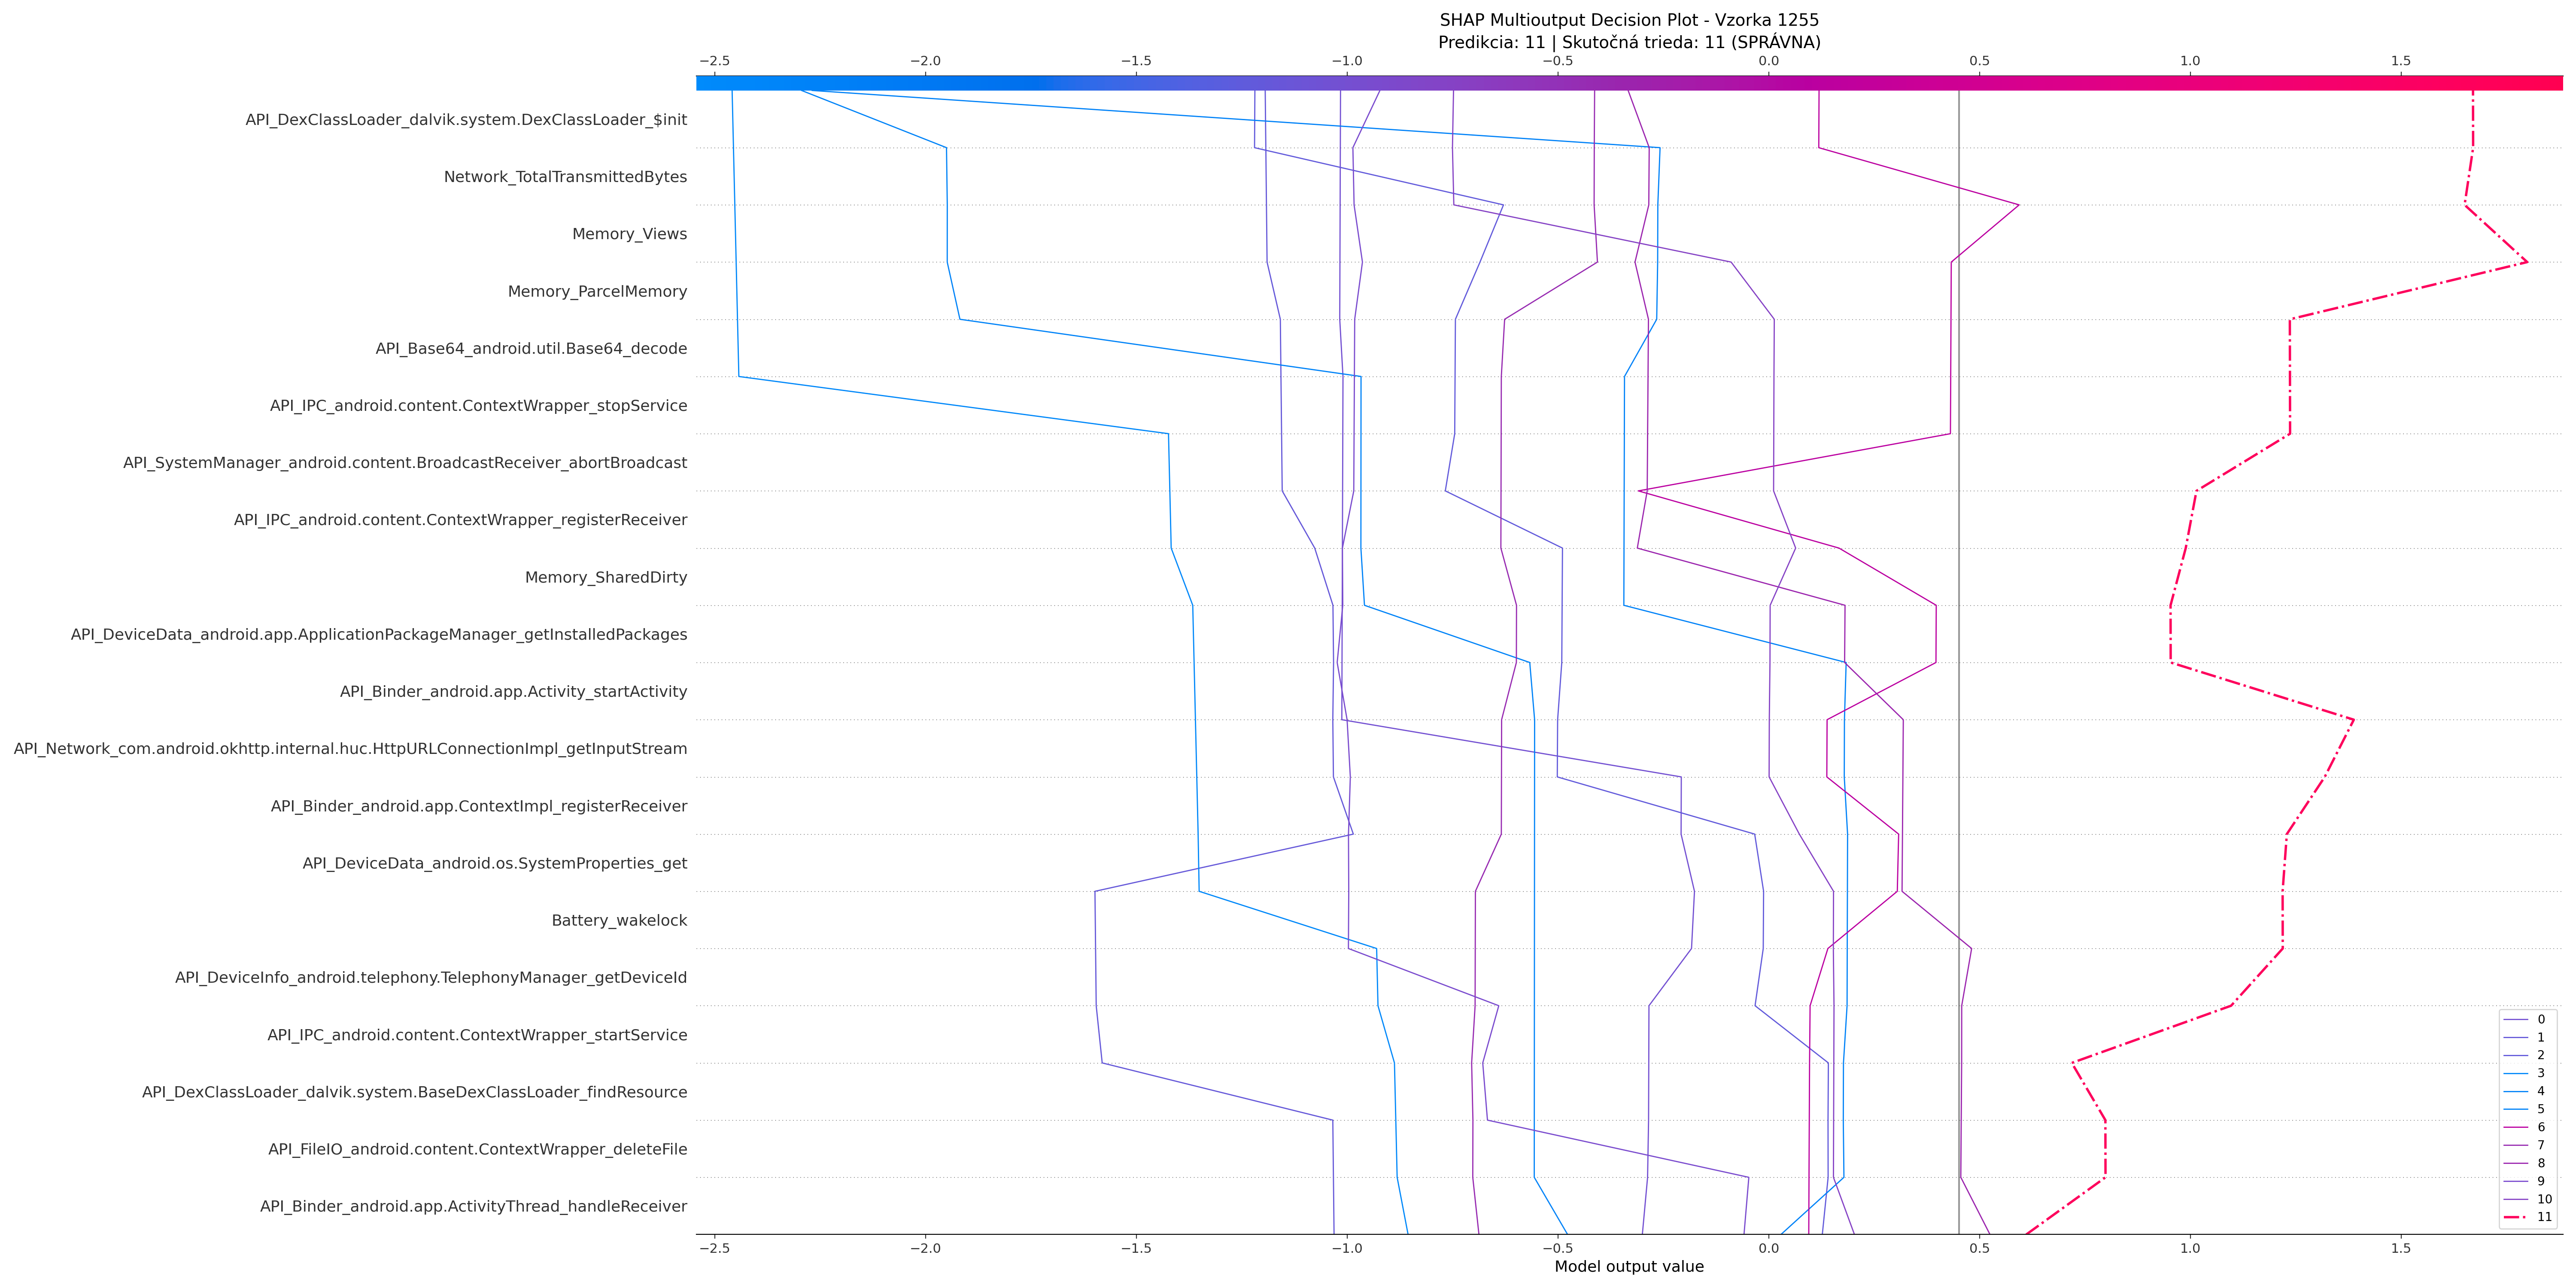 SHAP Multioutput Decision Plot - Vzorka 1255
Predikcia: 11 | Skutočná trieda: 11 (SPRÁVNA)
−2.5 −2.0 −1.5 −1.0 −0.5 0.0 0.5 1.0 1.5
API_DexClassLoader_dalvik.system.DexClassLoader_$init
Network_TotalTransmittedBytes
Memory_Views
Memory_ParcelMemory
API_Base64_android.util.Base64_decode
API_IPC_android.content.ContextWrapper_stopService
API_SystemManager_android.content.BroadcastReceiver_abortBroadcast
API_IPC_android.content.ContextWrapper_registerReceiver
Memory_SharedDirty
API_DeviceData_android.app.ApplicationPackageManager_getInstalledPackages
API_Binder_android.app.Activity_startActivity
API_Network_com.android.okhttp.internal.huc.HttpURLConnectionImpl_getInputStream
API_Binder_android.app.ContextImpl_registerReceiver
API_DeviceData_android.os.SystemProperties_get
Battery_wakelock
API_DeviceInfo_android.telephony.TelephonyManager_getDeviceId
API_IPC_android.content.ContextWrapper_startService
API_DexClassLoader_dalvik.system.BaseDexClassLoader_findResource
API_FileIO_android.content.ContextWrapper_deleteFile
API_Binder_android.app.ActivityThread_handleReceiver
0
1
2
3
4
5
6
7
8
9
10
11
−2.5 −2.0 −1.5 −1.0 −0.5 0.0 0.5 1.0 1.5
Model output value